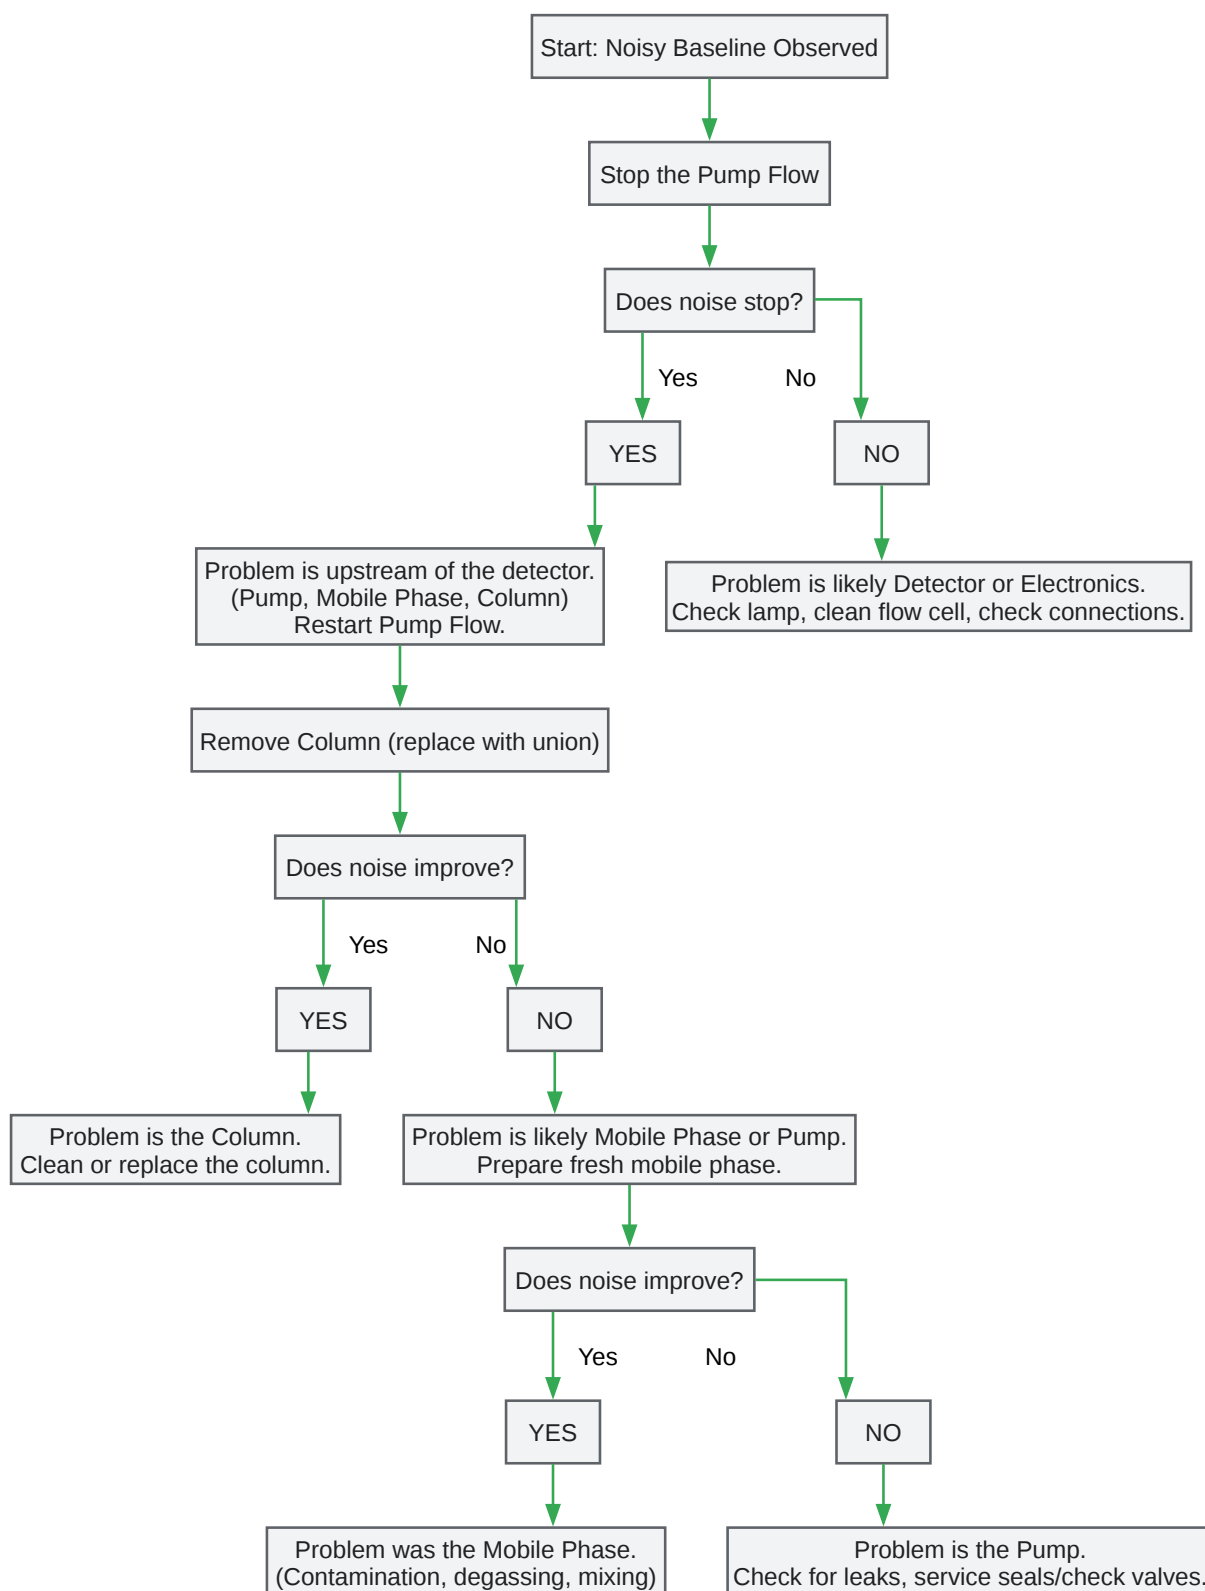 Start: Noisy Baseline Observed
Stop the Pump Flow
Does noise stop?
Yes
No
YES
NO
Problem is upstream of the detector.
(Pump, Mobile Phase, Column)
Restart Pump Flow.
Problem is likely Detector or Electronics.
Check lamp, clean flow cell, check connections.
Remove Column (replace with union)
Does noise improve?
Yes
No
YES
NO
Problem is the Column.
Clean or replace the column.
Problem is likely Mobile Phase or Pump.
Prepare fresh mobile phase.
Does noise improve?
Yes
No
YES
NO
Problem was the Mobile Phase.
(Contamination, degassing, mixing)
Problem is the Pump.
Check for leaks, service seals/check valves.